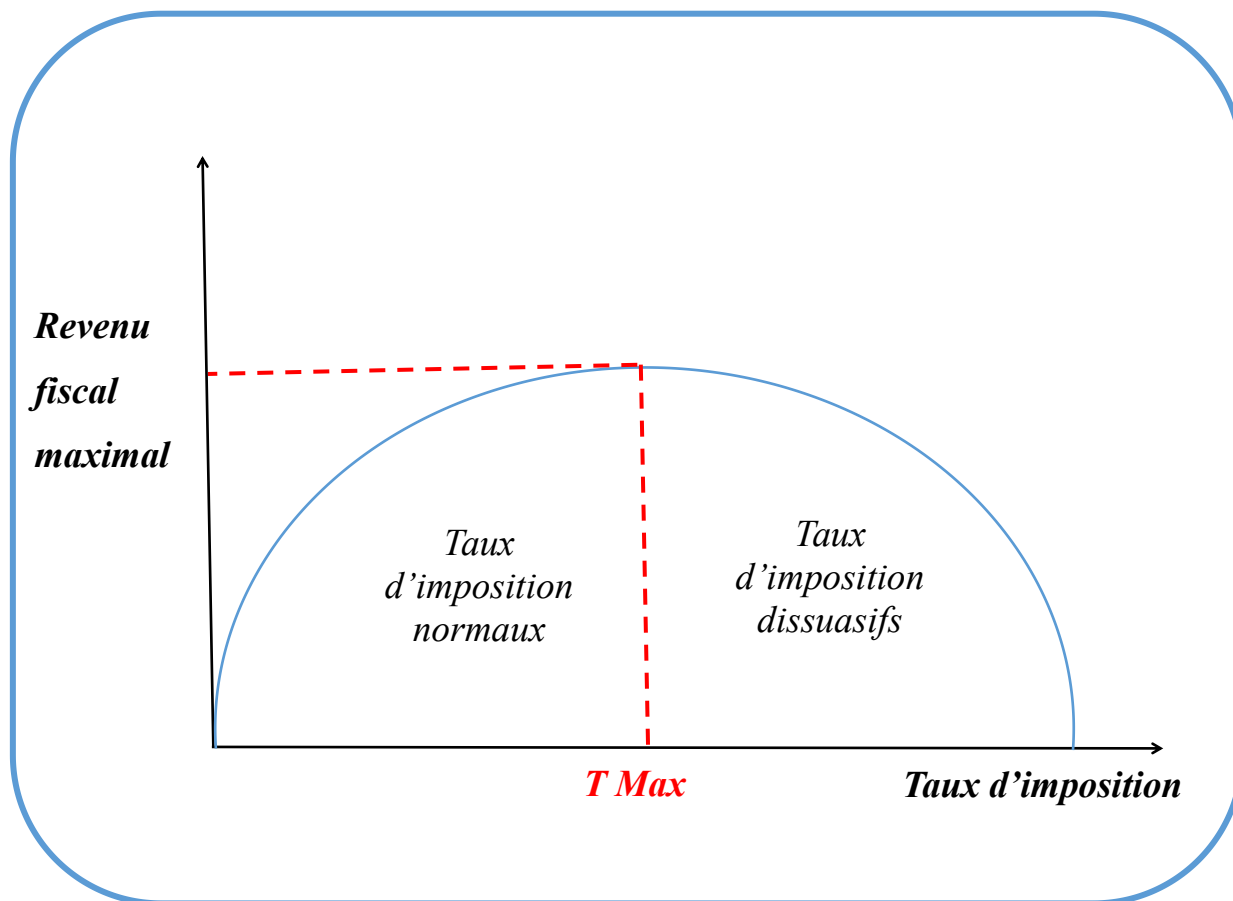 Revenu
fiscal
maximal
Taux
d’imposition
normaux
Taux
d’imposition
dissuasifs
T Max
Taux d’imposition